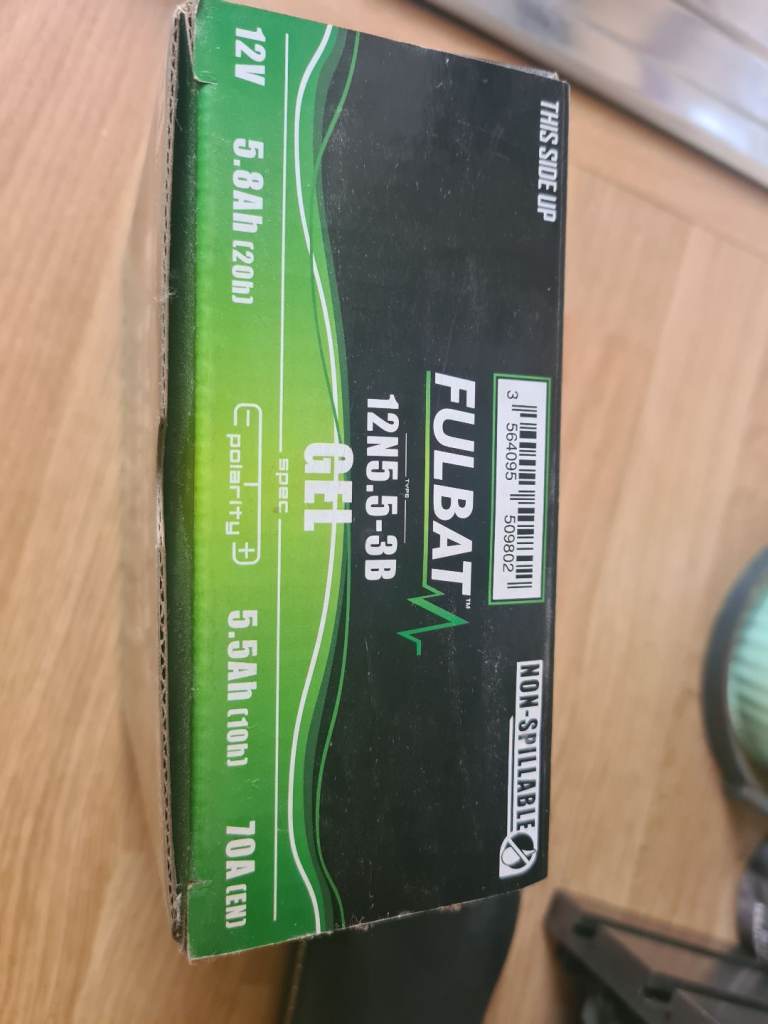 THIS SIDE UP
3 564095 509802
NON-SPILLABLE
FULBAT™
TYPE
12N5.5-3B
GEL
spec
12V 5.8Ah (20h) - polarity + 5.5Ah (10h) 70A (EN)